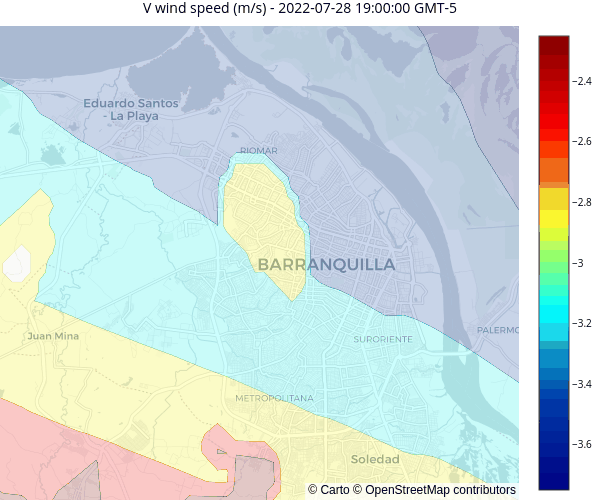 V wind speed (m/s) - 2022-07-28 19:00:00 GMT-5
Eduardo Santos
- La Playa
RIOMAR
BARRANQUILLA
PALERMO
SURORIENTE
Juan Mina
METROPOLITANA
Soledad
© Carto © OpenStreetMap contributors
−2.4
−2.6
−2.8
−3
−3.2
−3.4
−3.6